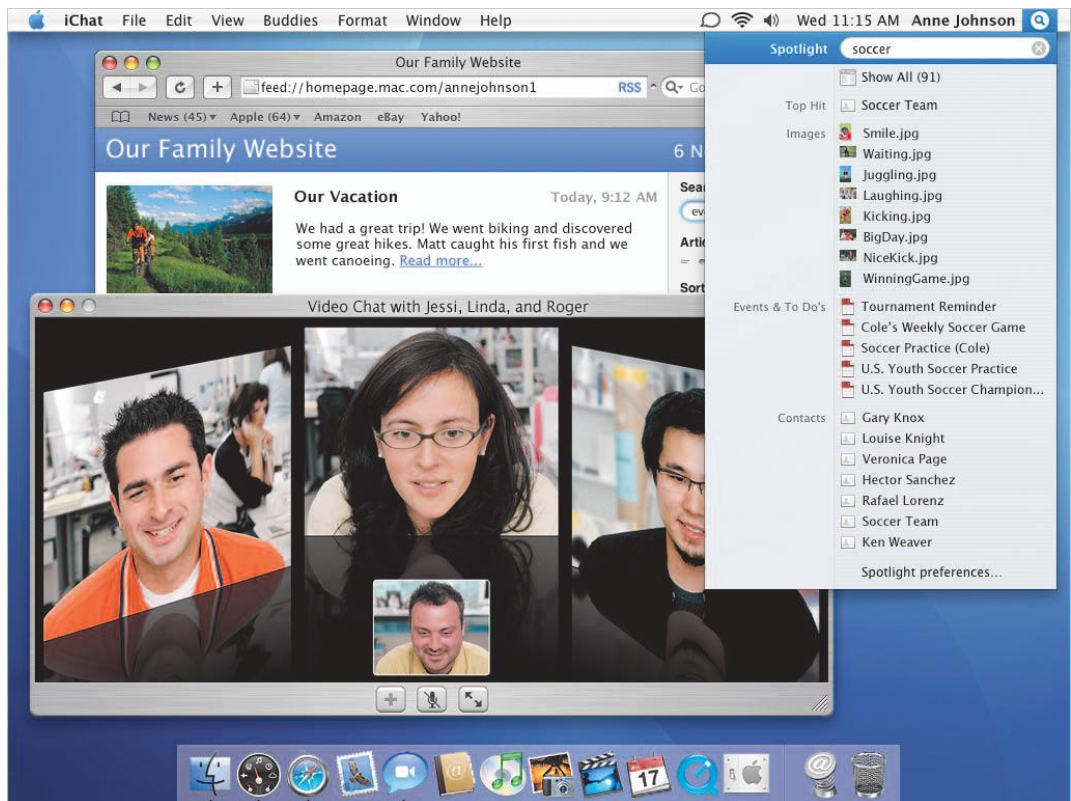 iChat File Edit View Buddies Format Window Help Wed 11:15 AM Anne Johnson
Spotlight soccer
Show All (91)
Top Hit Soccer Team
Images Smile.jpg
Waiting.jpg
Juggling.jpg
Laughing.jpg
Kicking.jpg
BigDay.jpg
NiceKick.jpg
WinningGame.jpg
Events & To Do's Tournament Reminder
Cole's Weekly Soccer Game
Soccer Practice (Cole)
U.S. Youth Soccer Practice
U.S. Youth Soccer Champion...
Contacts Gary Knox
Louise Knight
Veronica Page
Hector Sanchez
Rafael Lorenz
Soccer Team
Ken Weaver
Spotlight preferences...
Our Family Website
feed://homepage.mac.com/annejohnson1 RSS
News (45) Apple (64) Amazon eBay Yahoo!
Our Family Website 6 N
Our Vacation Today, 9:12 AM
We had a great trip! We went biking and discovered
some great hikes. Matt caught his first fish and we
went canoeing. Read more...
Sear
ev
Artic
Sort
Video Chat with Jessi, Linda, and Roger
17